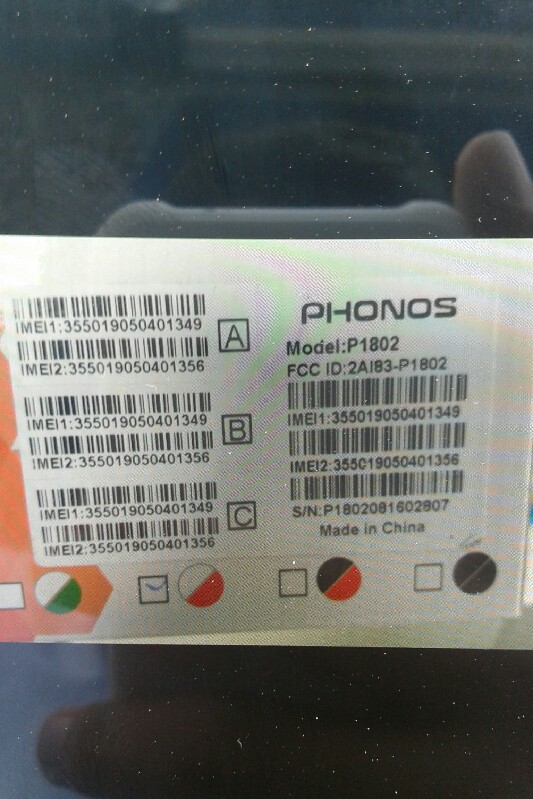 IMEI1:355019050401349
IMEI2:355019050401356
A
IMEI1:355019050401349
IMEI2:355019050401356
B
IMEI1:355019050401349
IMEI2:355019050401356
C
PHONOS
Model:P1802
FCC ID:2AI83-P1802
IMEI1:355019050401349
IMEI2:355019050401356
S/N:P1802081602807
Made in China